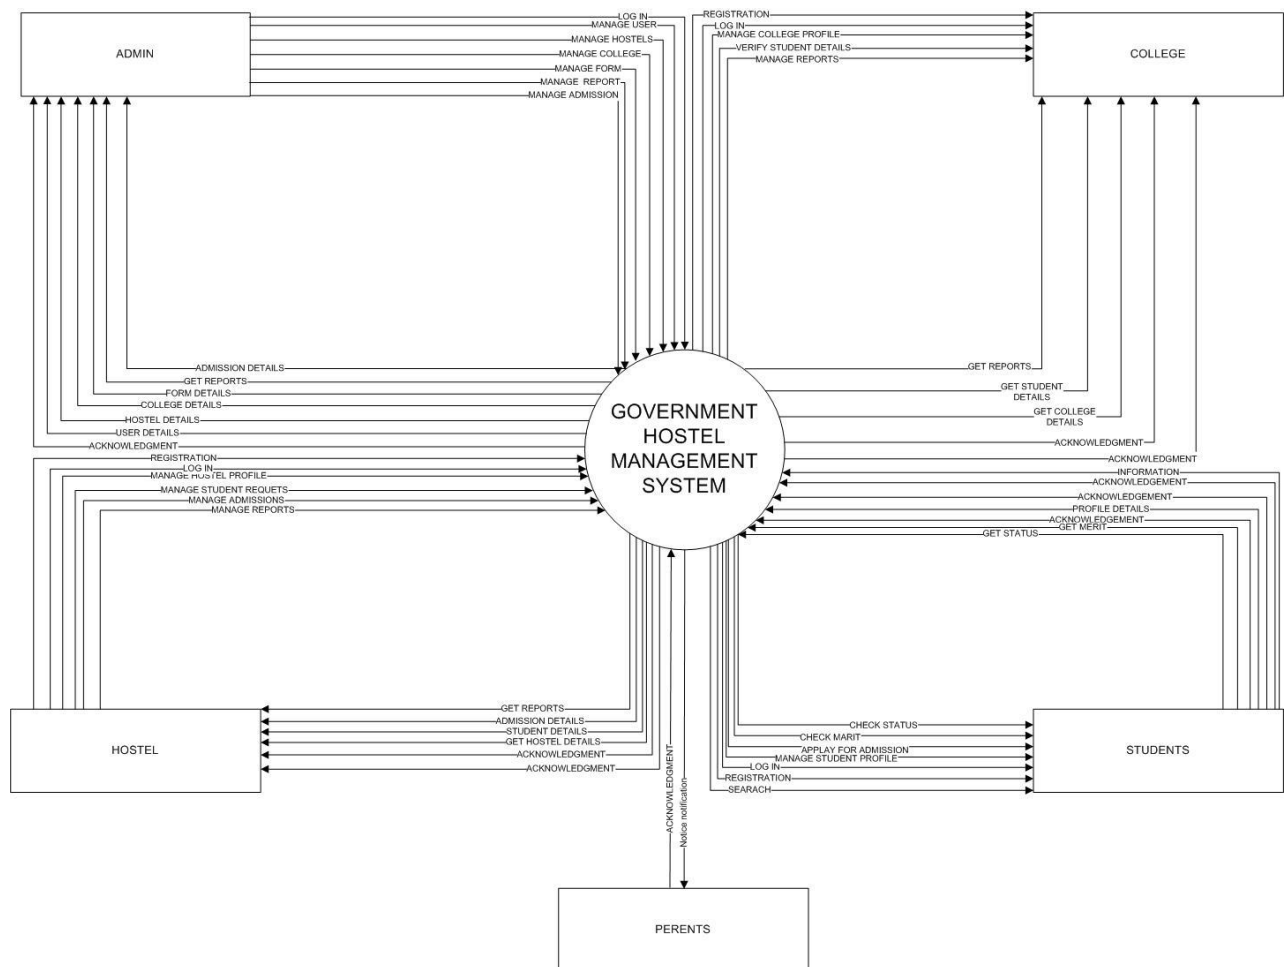 ADMIN
LOG IN
MANAGE USER
MANAGE HOSTELS
MANAGE COLLEGE
MANAGE FORM
MANAGE REPORT
MANAGE ADMISSION
REGISTRATION
LOG IN
MANAGE COLLEGE PROFILE
VERIFY STUDENT DETAILS
MANAGE REPORTS
COLLEGE
ADMISSION DETAILS
GET REPORTS
FORM DETAILS
COLLEGE DETAILS
HOSTEL DETAILS
USER DETAILS
ACKNOWLEDGMENT
REGISTRATION
LOG IN
MANAGE HOSTEL PROFILE
MANAGE STUDENT REQUETS
MANAGE ADMISSIONS
MANAGE REPORTS
GOVERNMENT
HOSTEL
MANAGEMENT
SYSTEM
GET REPORTS
GET STUDENT
DETAILS
GET COLLEGE
DETAILS
ACKNOWLEDGMENT
ACKNOWLEDGMENT
INFORMATION
ACKNOWLEDGEMENT
ACKNOWLEDGEMENT
PROFILE DETAILS
ACKNOWLEDGEMENT
GET MERIT
GET STATUS
HOSTEL
GET REPORTS
ADMISSION DETAILS
STUDENT DETAILS
GET HOSTEL DETAILS
ACKNOWLEDGMENT
ACKNOWLEDGMENT
ACKNOWLEDGMENT
Notice notification
CHECK STATUS
CHECK MARIT
APPLAY FOR ADMISSION
MANAGE STUDENT PROFILE
LOG IN
REGISTRATION
SEARACH
STUDENTS
PERENTS